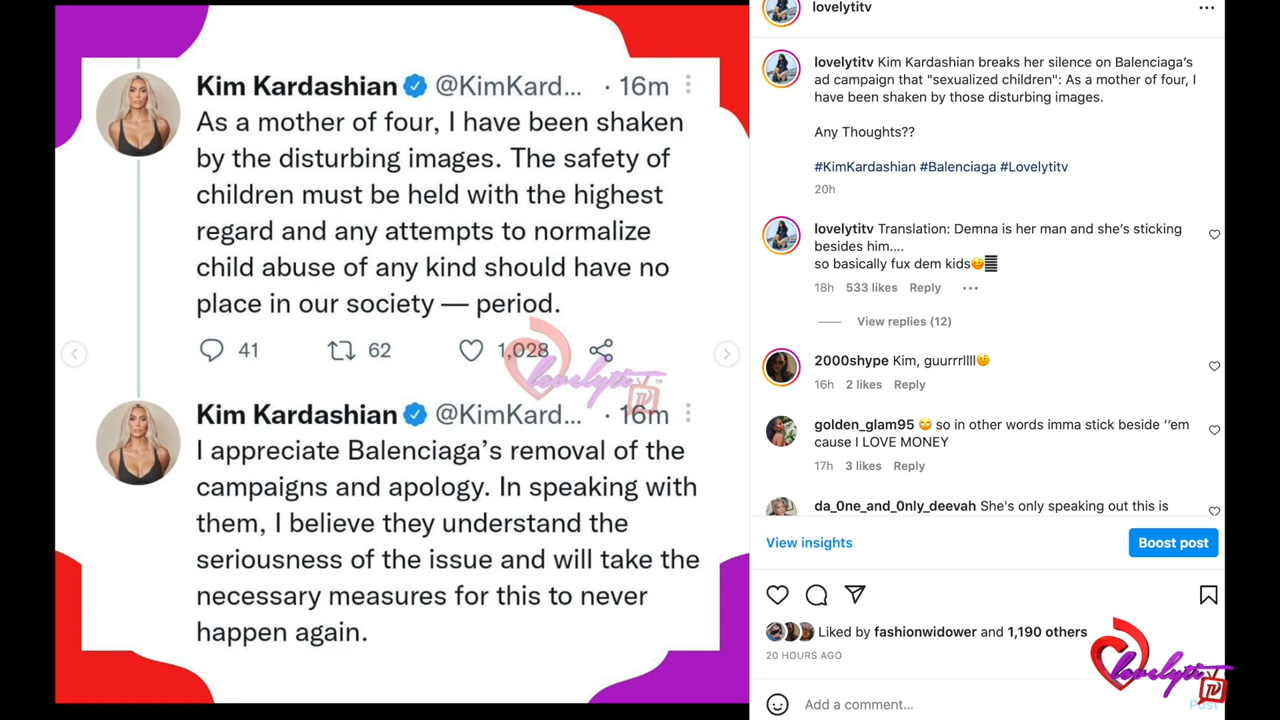 Kim Kardashian @KimKard... · 16m
As a mother of four, I have been shaken
by the disturbing images. The safety of
children must be held with the highest
regard and any attempts to normalize
child abuse of any kind should have no
place in our society — period.
41 62 1,028
lovelyti TV
Kim Kardashian @KimKard... · 16m
I appreciate Balenciaga’s removal of the
campaigns and apology. In speaking with
them, I believe they understand the
seriousness of the issue and will take the
necessary measures for this to never
happen again.
lovelytitv
lovelytitv Kim Kardashian breaks her silence on Balenciaga’s
ad campaign that "sexualized children": As a mother of four, I
have been shaken by those disturbing images.
Any Thoughts??
#KimKardashian #Balenciaga #Lovelytitv
20h
lovelytitv Translation: Demna is her man and she’s sticking
besides him....
so basically fux dem kids🥴
18h 533 likes Reply
View replies (12)
2000shype Kim, guurrrllll🫠
16h 2 likes Reply
golden_glam95 🙄 so in other words imma stick beside ‘‘em
cause I LOVE MONEY
17h 3 likes Reply
da_0ne_and_0nly_deevah She's only speaking out this is
View insights
Boost post
Liked by fashionwidower and 1,190 others
20 HOURS AGO
Add a comment...
Post
lovelyti TV